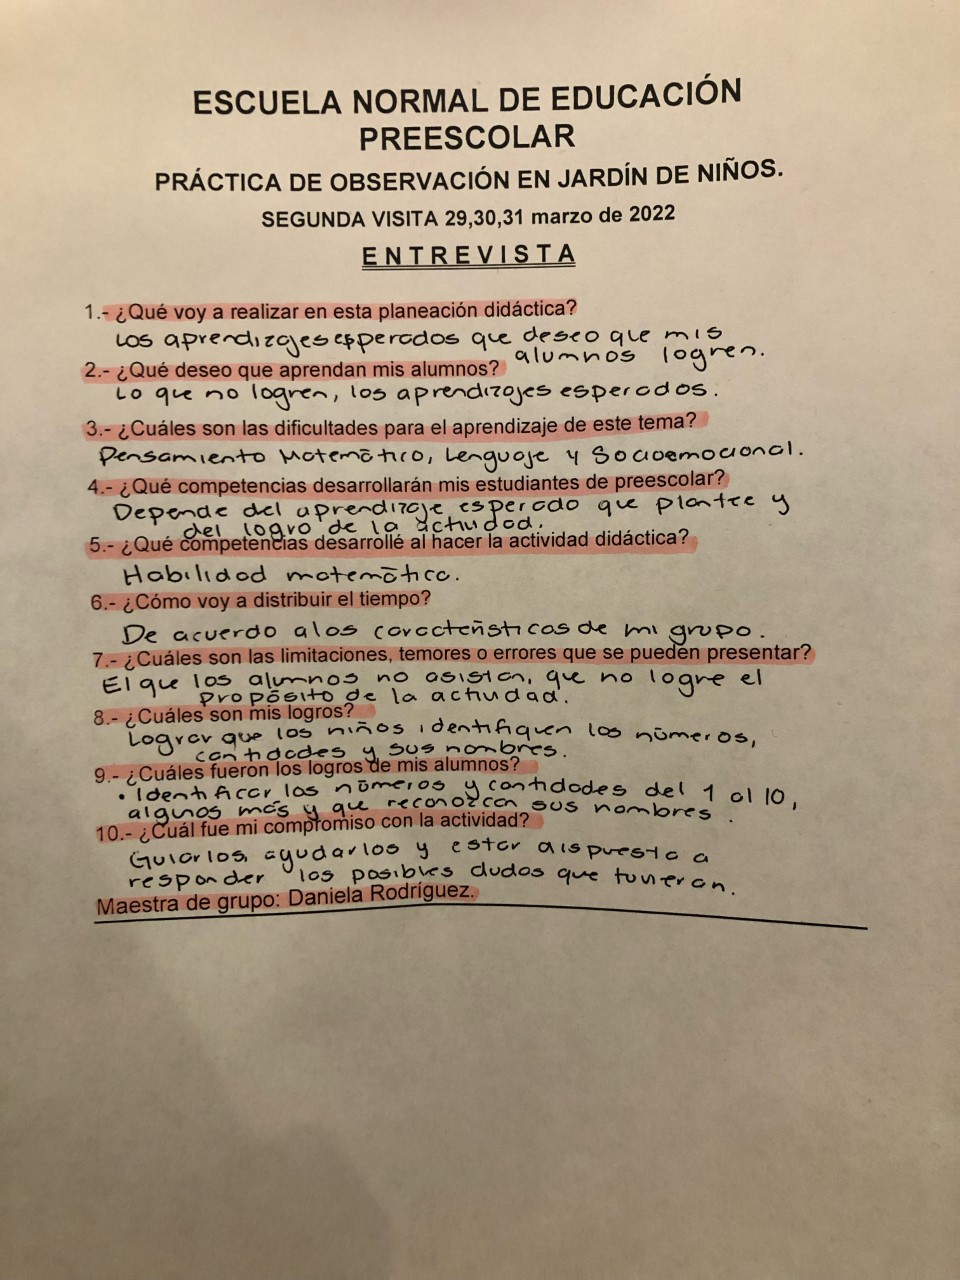 ESCUELA NORMAL DE EDUCACIÓN
PREESCOLAR
PRÁCTICA DE OBSERVACIÓN EN JARDÍN DE NIÑOS.
SEGUNDA VISITA 29,30,31 marzo de 2022
E N T R E V I S T A
1.- ¿Qué voy a realizar en esta planeación didáctica?
Los aprendizajes esperados que deseo que mis
alumnos logren.
2.- ¿Qué deseo que aprendan mis alumnos?
Lo que no logren, los aprendizajes esperados.
3.- ¿Cuáles son las dificultades para el aprendizaje de este tema?
Pensamiento Matemático, Lenguaje y Socioemocional.
4.- ¿Qué competencias desarrollarán mis estudiantes de preescolar?
Depende del aprendizaje esperado que plantee y
del logro de la actividad.
5.- ¿Qué competencias desarrollé al hacer la actividad didáctica?
Habilidad matemática.
6.- ¿Cómo voy a distribuir el tiempo?
De acuerdo a las características de mi grupo.
7.- ¿Cuáles son las limitaciones, temores o errores que se pueden presentar?
El que los alumnos no asistan, que no logre el
propósito de la actividad.
8.- ¿Cuáles son mis logros?
Lograr que los niños identifiquen los números,
cantidades y sus nombres.
9.- ¿Cuáles fueron los logros de mis alumnos?
• Identificar los números y cantidades del 1 al 10,
algunos más y que reconozcan sus nombres.
10.- ¿Cuál fue mi compromiso con la actividad?
Guiarlos, ayudarlos y estar dispuesta a
responder las posibles dudas que tuvieran.
Maestra de grupo: Daniela Rodríguez.